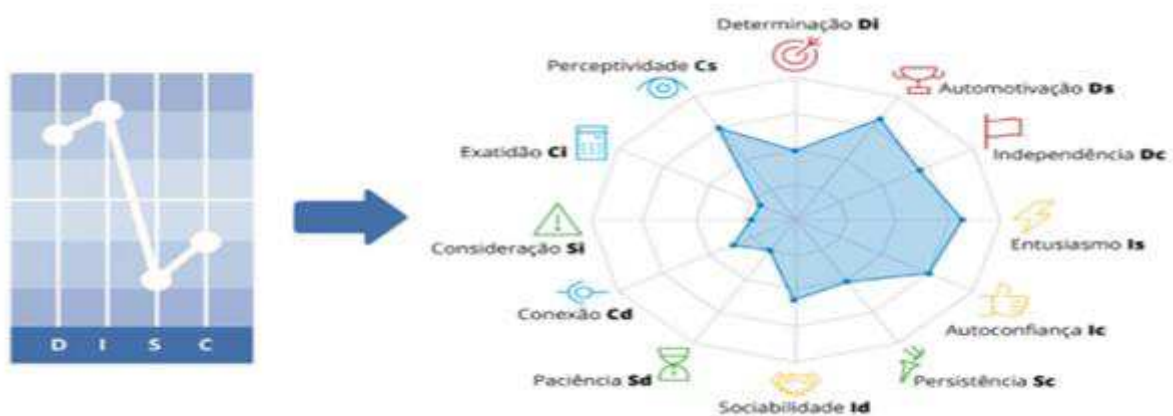 D I S C
Determinação Di
Automotivação Ds
Independência Dc
Entusiasmo Is
Autoconfiança Ic
Persistência Sc
Sociabilidade Id
Paciência Sd
Conexão Cd
Consideração Si
Exatidão Ci
Perceptividade Cs